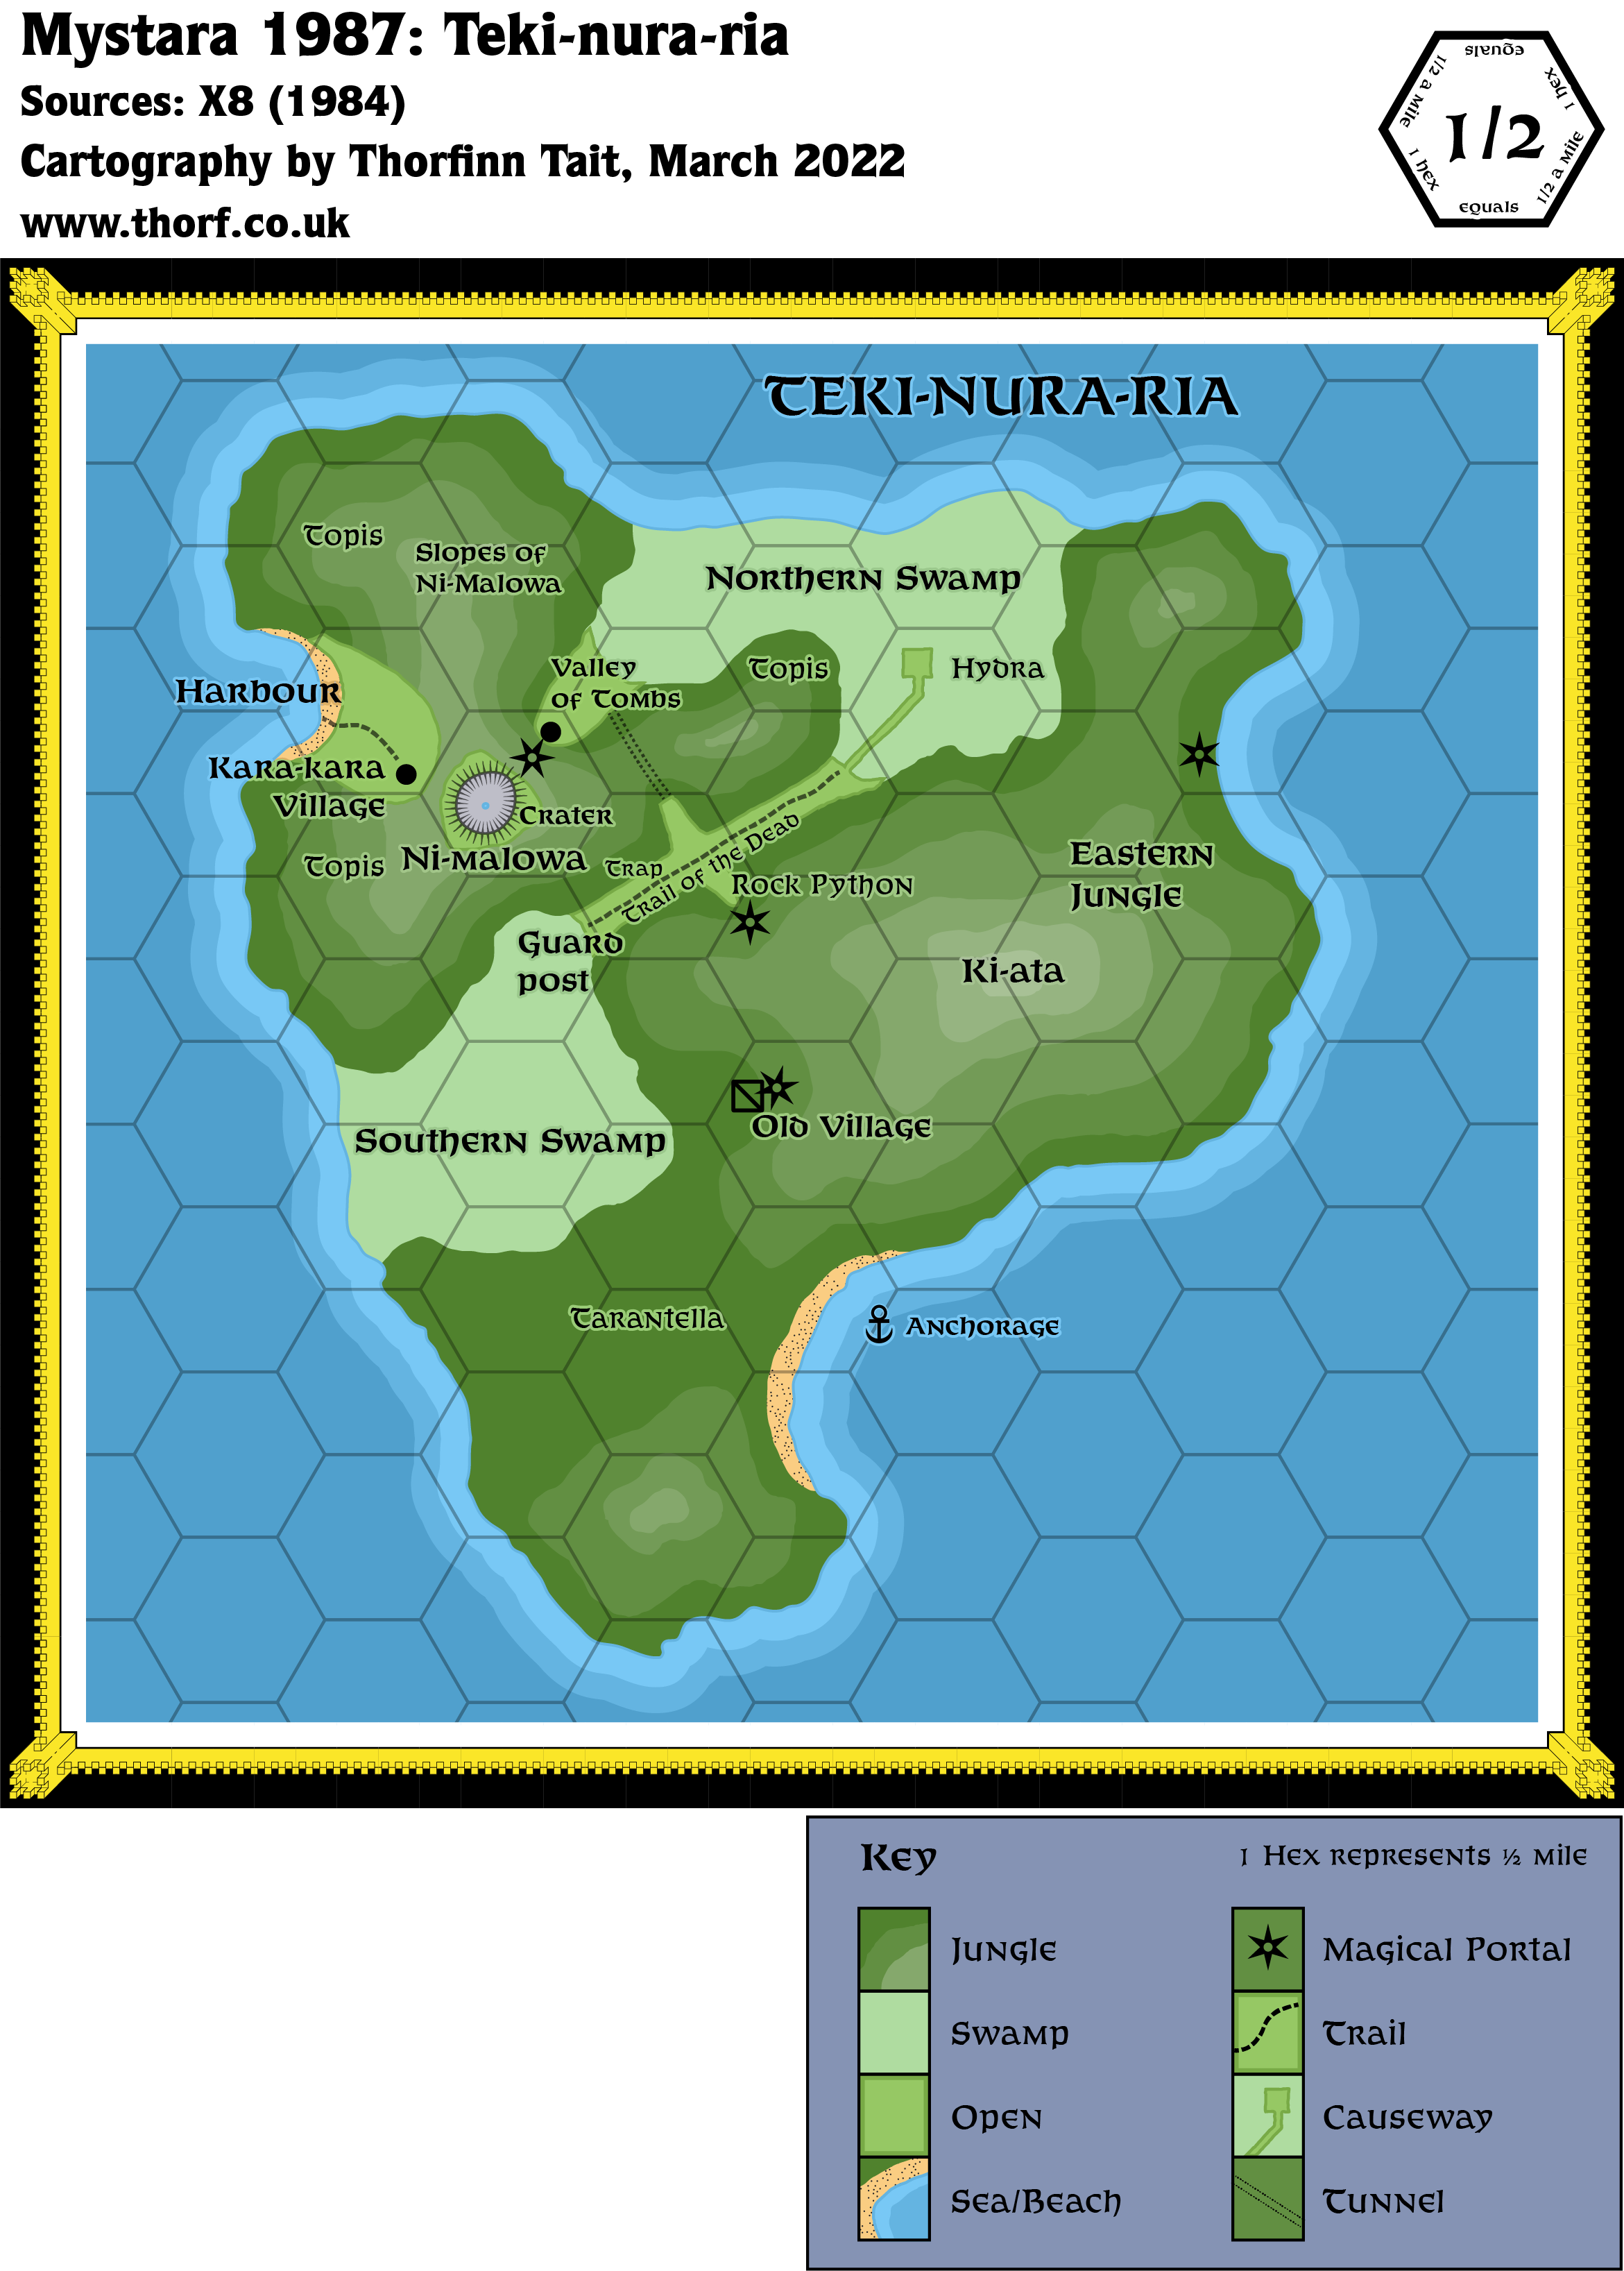 Mystara 1987: Teki-nura-ria
Sources: X8 (1984)
Cartography by Thorfinn Tait, March 2022
www.thorf.co.uk
equals
1/2 a mile
1 hex
1/2
1 hex
1/2 a mile
equals
TEKI-NURA-RIA
Topis
Slopes of
Ni-Malowa
Northern Swamp
Valley
of Tombs
Topis
Hydra
Harbour
Kara-kara
Village
Crater
Topis
Ni-malowa
Trap
Trail of the Dead
Rock Python
Eastern
Jungle
Guard
post
Ki-ata
Old Village
Southern Swamp
Tarantella
Anchorage
Key
1 Hex represents ½ mile
Jungle
Magical Portal
Swamp
Trail
Open
Causeway
Sea/Beach
Tunnel